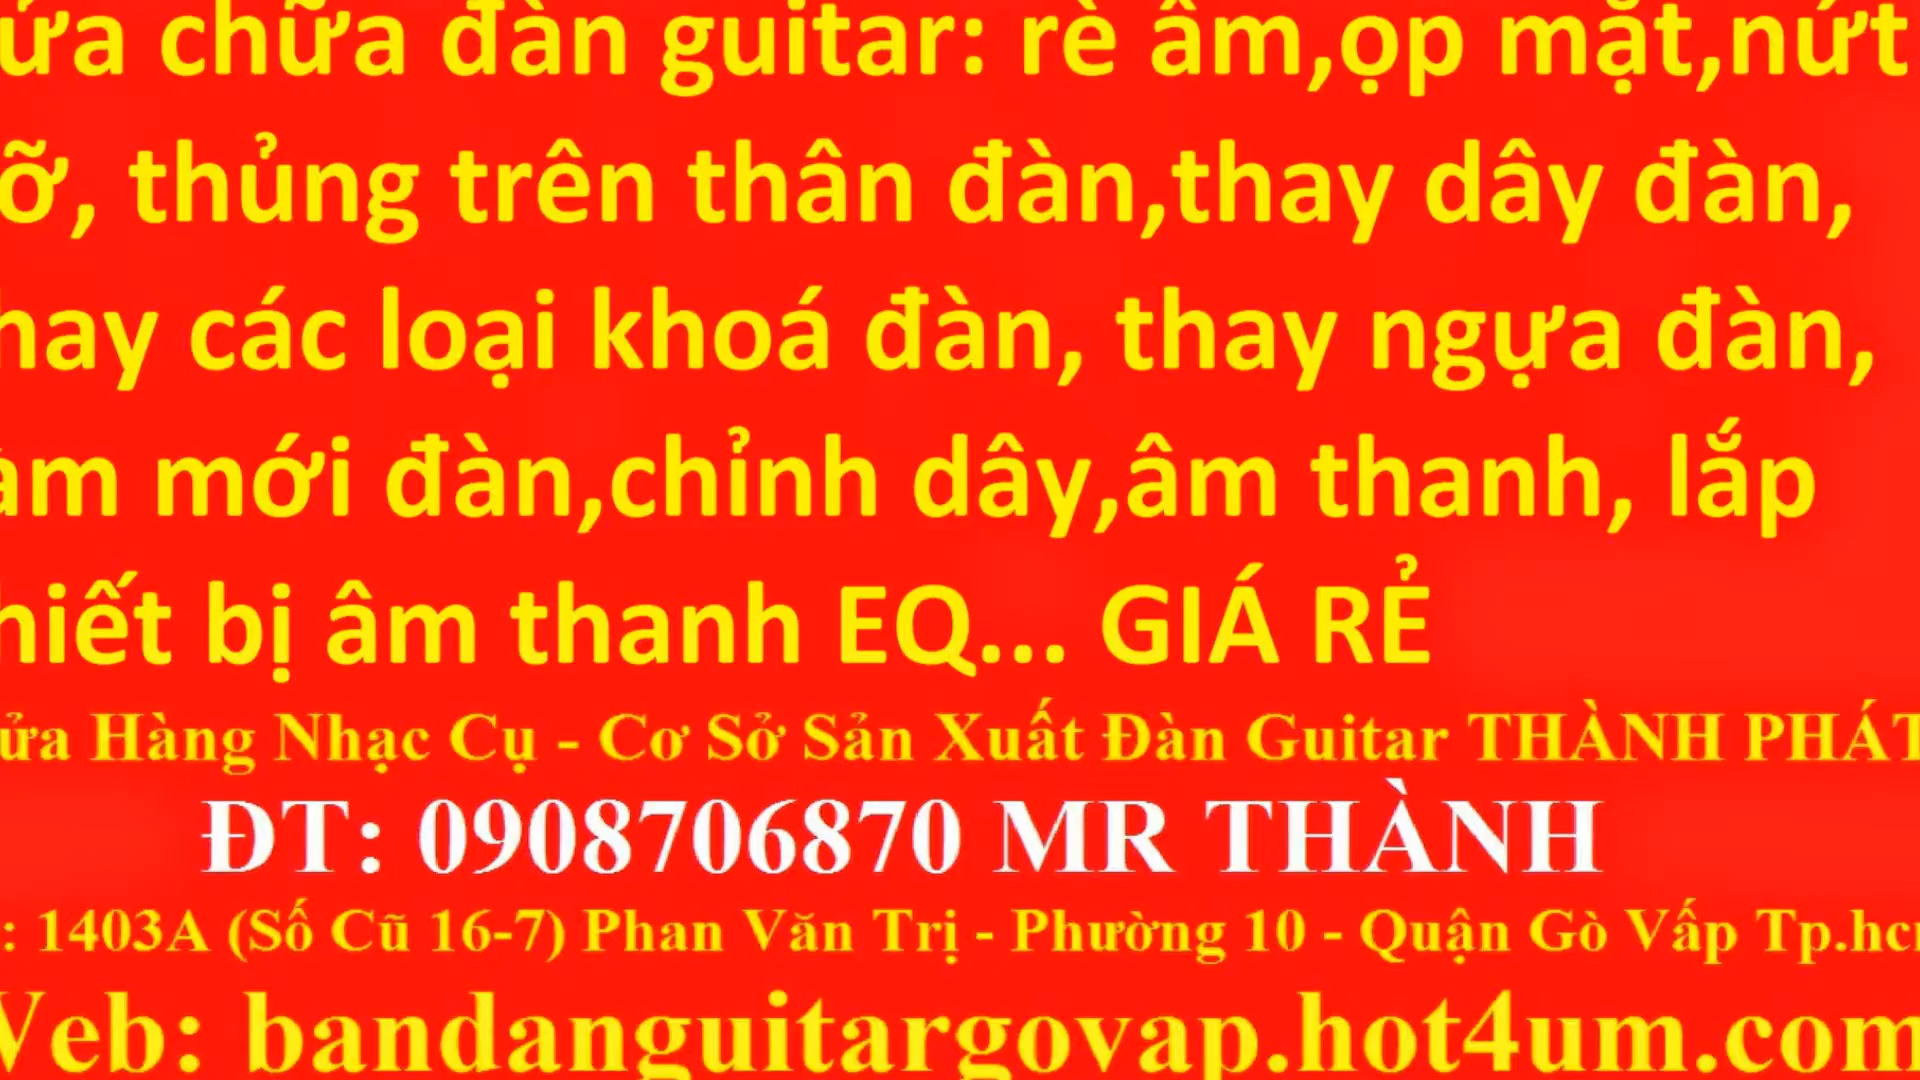 ửa chữa đàn guitar: rè âm,ọp mặt,nứt
ỡ, thủng trên thân đàn,thay dây đàn,
hay các loại khoá đàn, thay ngựa đàn,
àm mới đàn,chỉnh dây,âm thanh, lắp
hiết bị âm thanh EQ... GIÁ RẺ
ửa Hàng Nhạc Cụ - Cơ Sở Sản Xuất Đàn Guitar THÀNH PHÁT
ĐT: 0908706870 MR THÀNH
: 1403A (Số Cũ 16-7) Phan Văn Trị - Phường 10 - Quận Gò Vấp Tp.hcm
Web: bandanguitargovap.hot4um.com